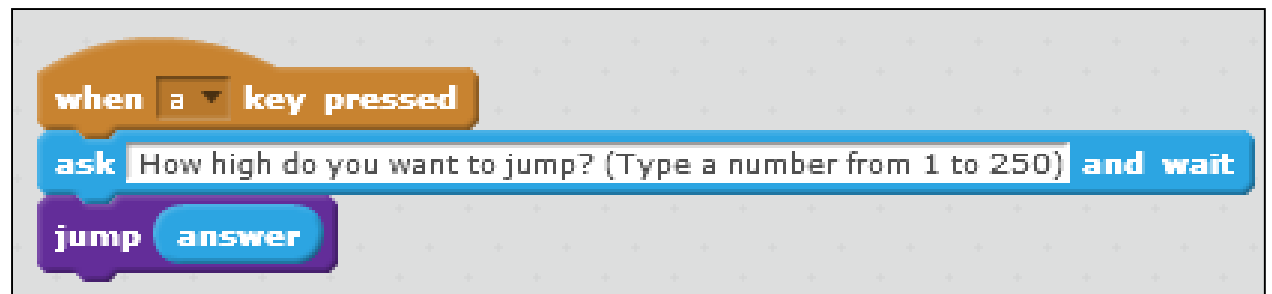 when a key pressed
ask How high do you want to jump? (Type a number from 1 to 250) and wait
jump answer